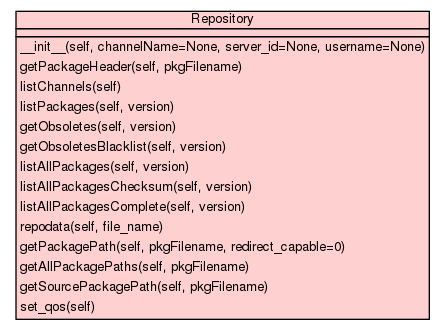 Repository
__init__(self, channelName=None, server_id=None, username=None)
getPackageHeader(self, pkgFilename)
listChannels(self)
listPackages(self, version)
getObsoletes(self, version)
getObsoletesBlacklist(self, version)
listAllPackages(self, version)
listAllPackagesChecksum(self, version)
listAllPackagesComplete(self, version)
repodata(self, file_name)
getPackagePath(self, pkgFilename, redirect_capable=0)
getAllPackagePaths(self, pkgFilename)
getSourcePackagePath(self, pkgFilename)
set_qos(self)